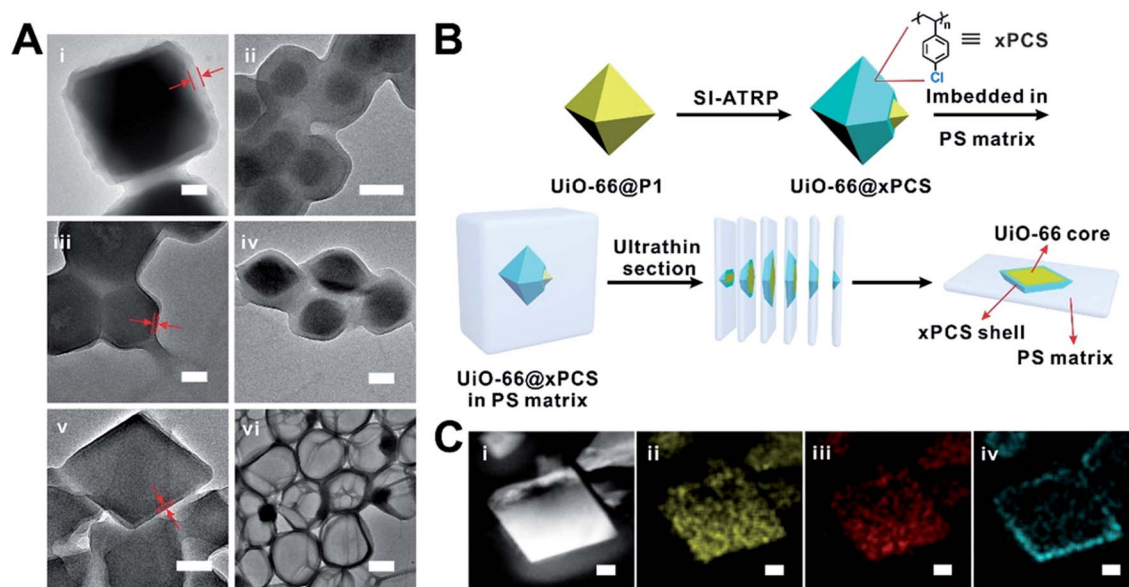 A
i
ii
iii
iv
v
vi
B
n
Cl
≡ xPCS
SI-ATRP
Imbedded in
PS matrix
UiO-66@P1
UiO-66@xPCS
Ultrathin
section
UiO-66 core
xPCS shell
PS matrix
UiO-66@xPCS
in PS matrix
C
i
ii
iii
iv